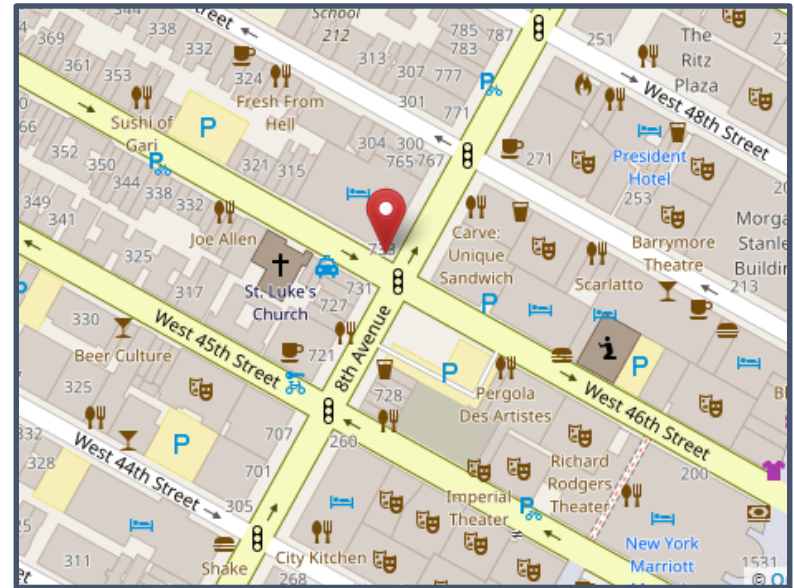 School
212
338
332
324
Fresh From
Hell
369
361
353
Sushi of
Gari
352
350
344
338
332
321
315
313
307
301
304
300
765
767
785
787
783
777
771
251
The
Ritz
Plaza
West 48th Street
President
Hotel
271
253
Barrymore
Theatre
Scarlatto
213
Carve:
Unique
Sandwich
349
341
325
317
Joe Allen
St. Luke's
Church
731
727
721
8th Avenue
330
Beer Culture
325
West 45th Street
728
Pergola
Des Artistes
West 46th Street
200
Richard
Rodgers
Theater
Imperial
Theater
New York
Marriott
1531
260
707
701
305
328
West 44th Street
311
Shake
City Kitchen
268
P
P
P
P
P